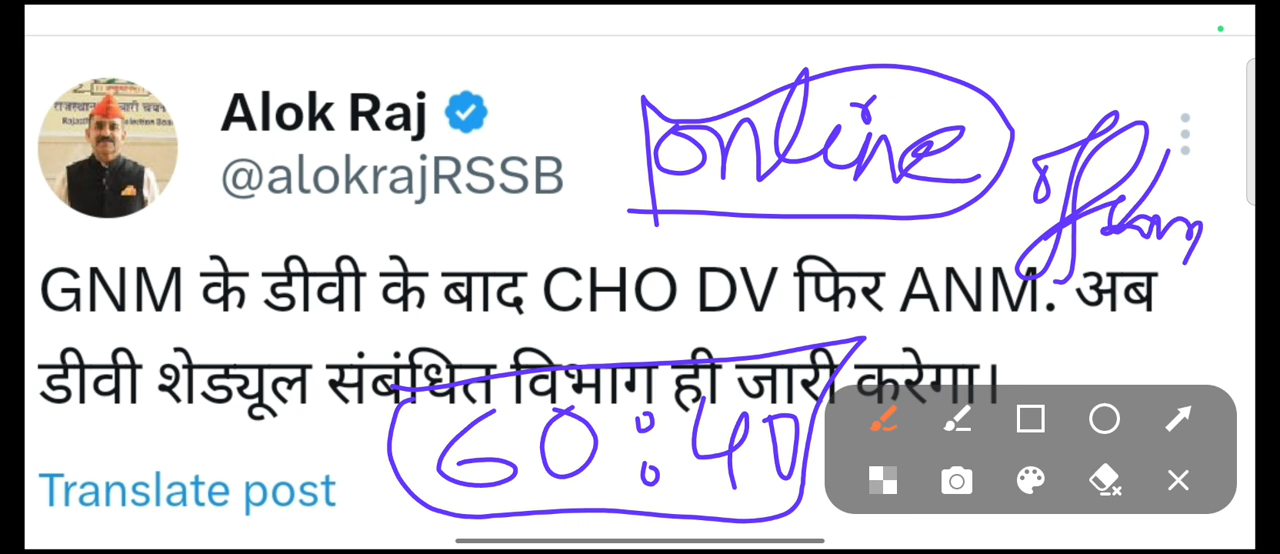 Alok Raj
@alokrajRSSB
online
GNM के डीवी के बाद CHO DV फिर ANM. अब
डीवी शेड्यूल संबंधित विभाग ही जारी करेगा।
60:40
Translate post